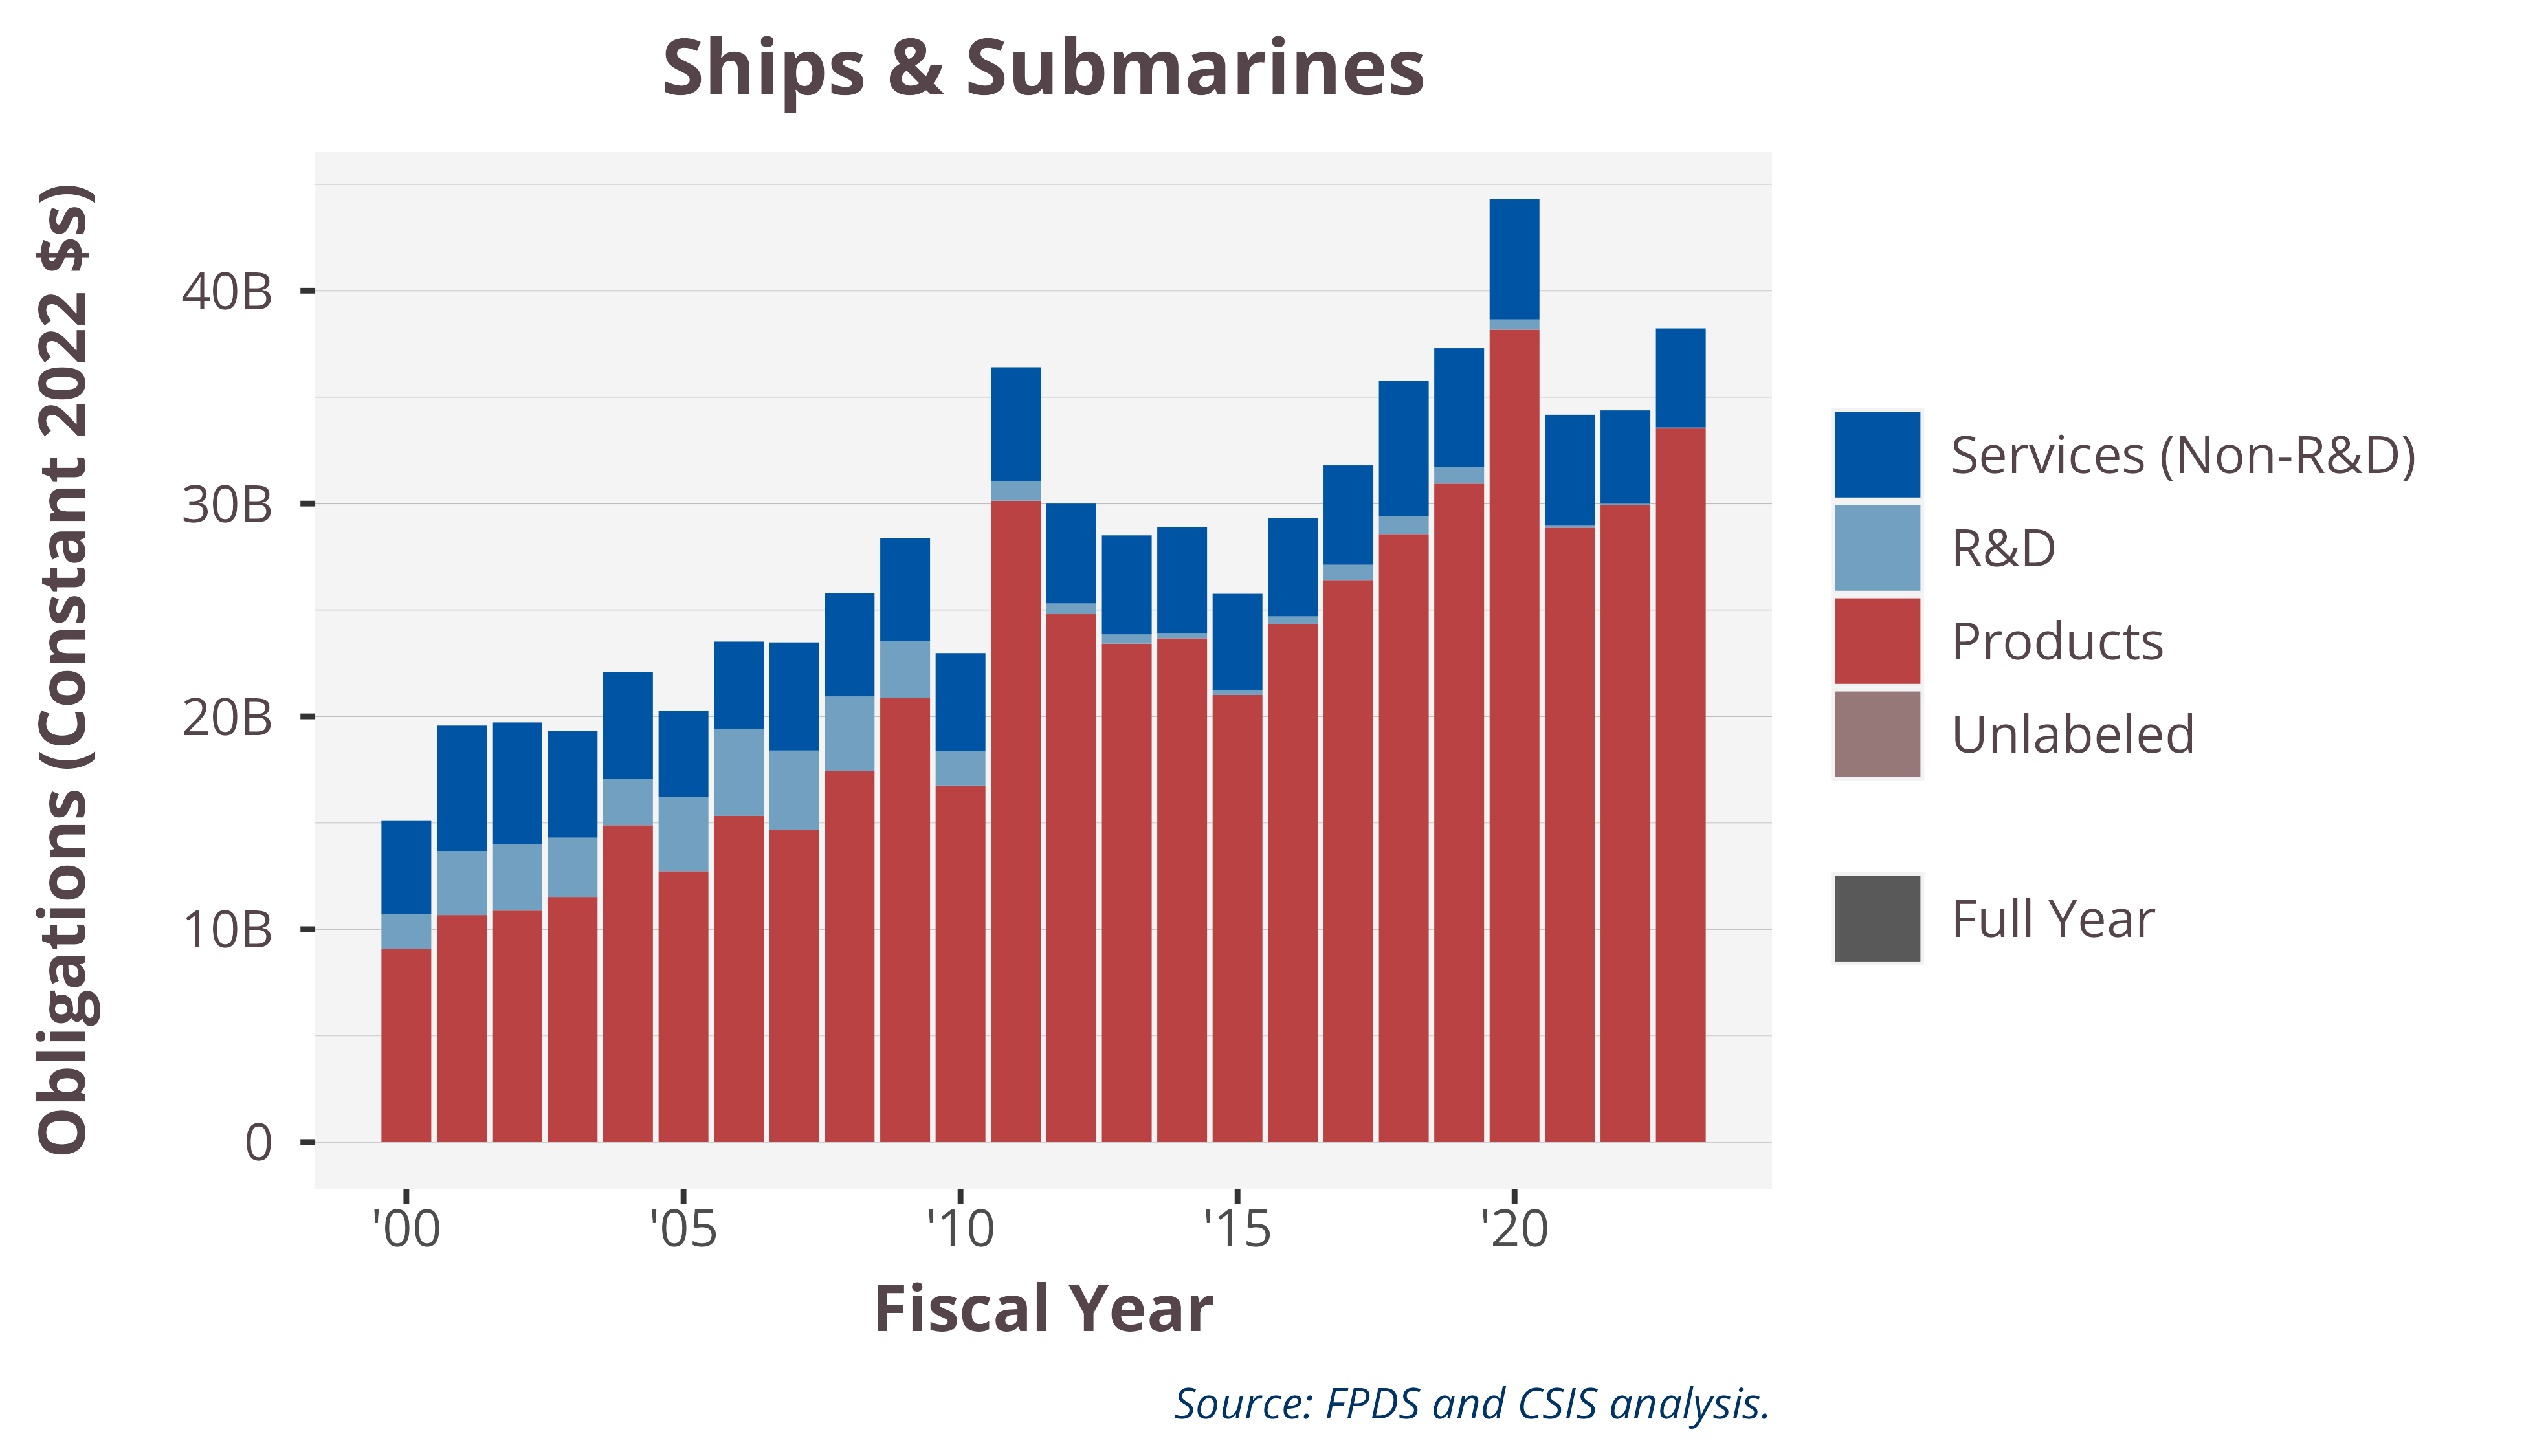 Ships & Submarines
Obligations (Constant 2022 $s)
40B
30B
20B
10B
0
'00
'05
'10
'15
'20
Fiscal Year
Services (Non-R&D)
R&D
Products
Unlabeled
Full Year
Source: FPDS and CSIS analysis.